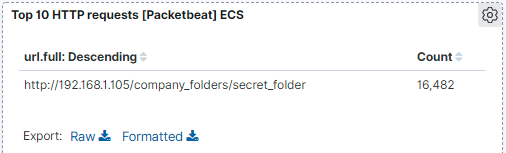 Top 10 HTTP requests [Packetbeat] ECS
url.full: Descending Count
http://192.168.1.105/company_folders/secret_folder 16,482
Export: Raw Formatted